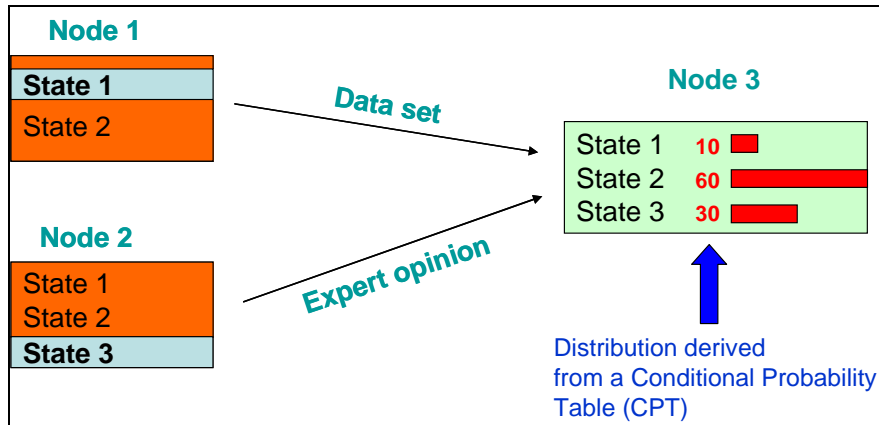 Node 1
State 1
State 2
Data set
Node 2
State 1
State 2
State 3
Expert opinion
Node 3
State 1 10
State 2 60
State 3 30
Distribution derived
from a Conditional Probability
Table (CPT)